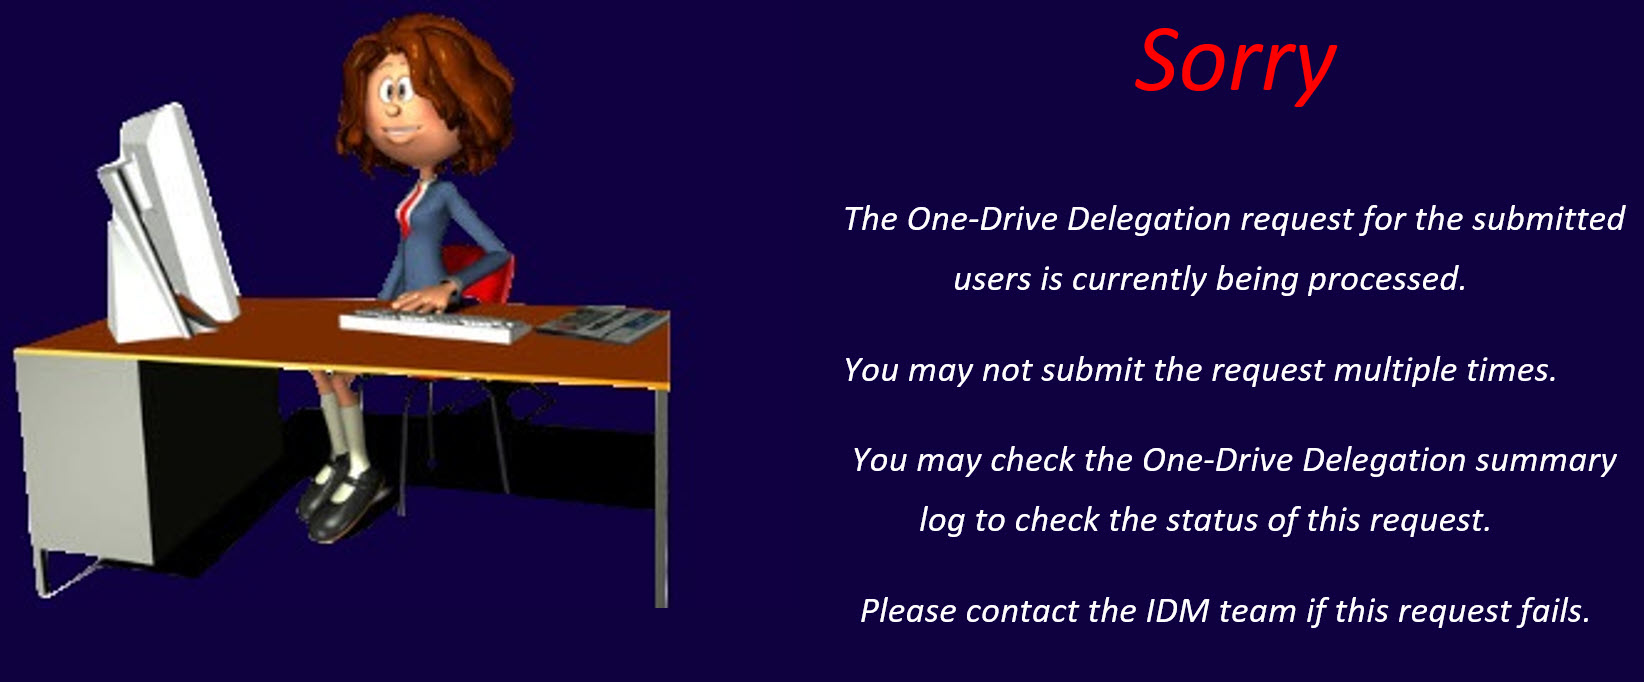 Sorry
The One-Drive Delegation request for the submitted
users is currently being processed.
You may not submit the request multiple times.
You may check the One-Drive Delegation summary
log to check the status of this request.
Please contact the IDM team if this request fails.